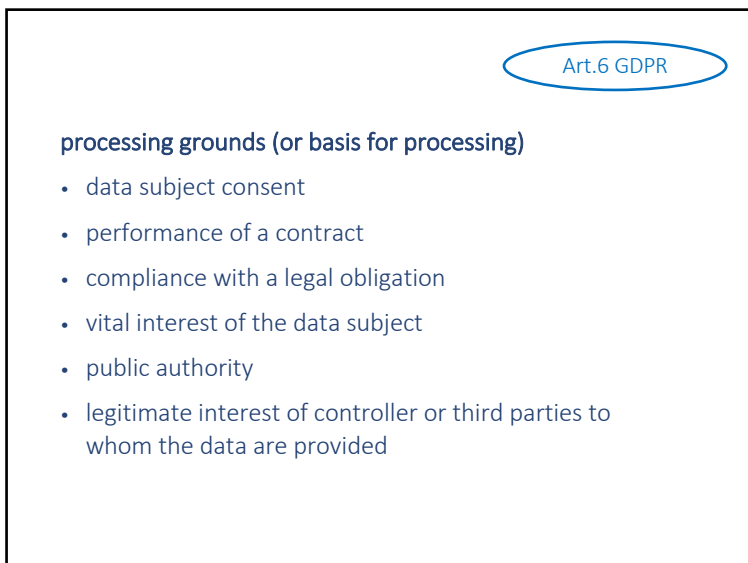 Art.6 GDPR
processing grounds (or basis for processing)
• data subject consent
• performance of a contract
• compliance with a legal obligation
• vital interest of the data subject
• public authority
• legitimate interest of controller or third parties to
whom the data are provided